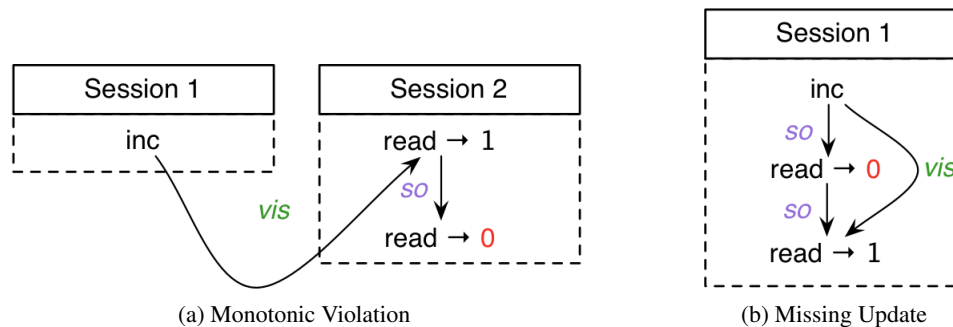 Session 1
Session 2
inc
read → 1
so
vis
read → 0
(a) Monotonic Violation
Session 1
inc
so
read → 0
vis
so
read → 1
(b) Missing Update